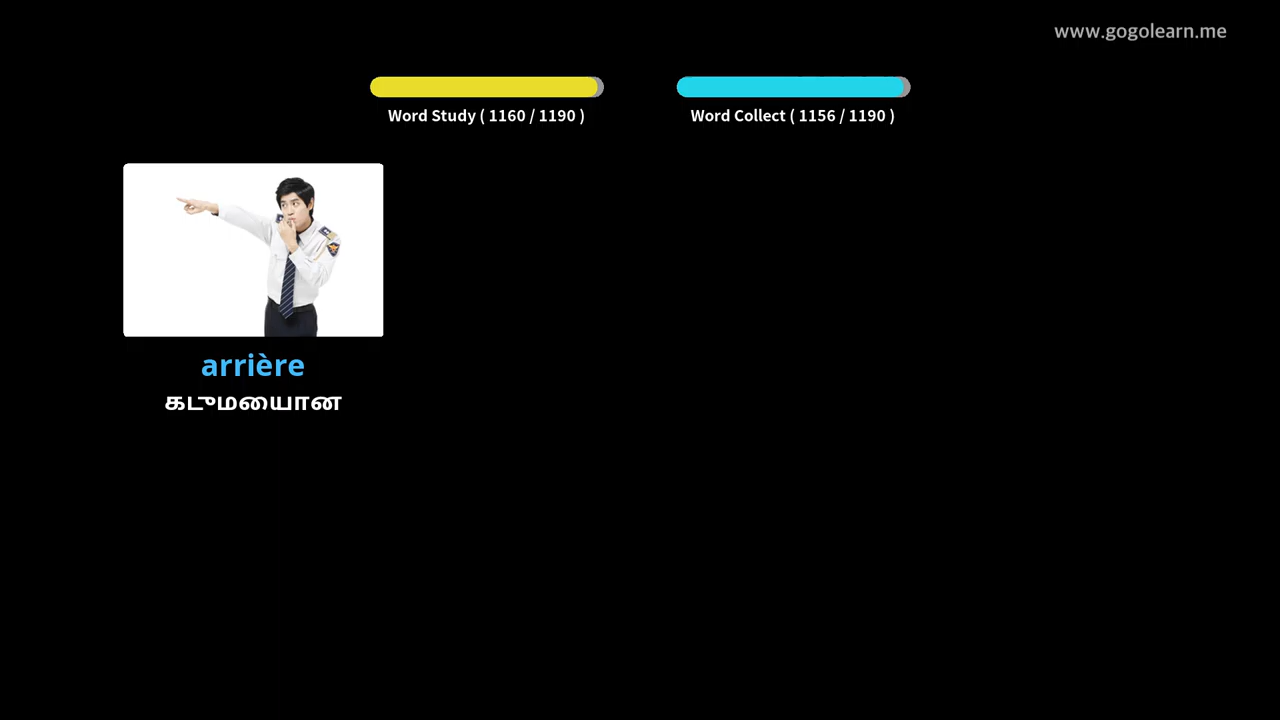 www.gogolearn.me
Word Study ( 1160 / 1190 )
Word Collect ( 1156 / 1190 )
arrière
கடுமையான